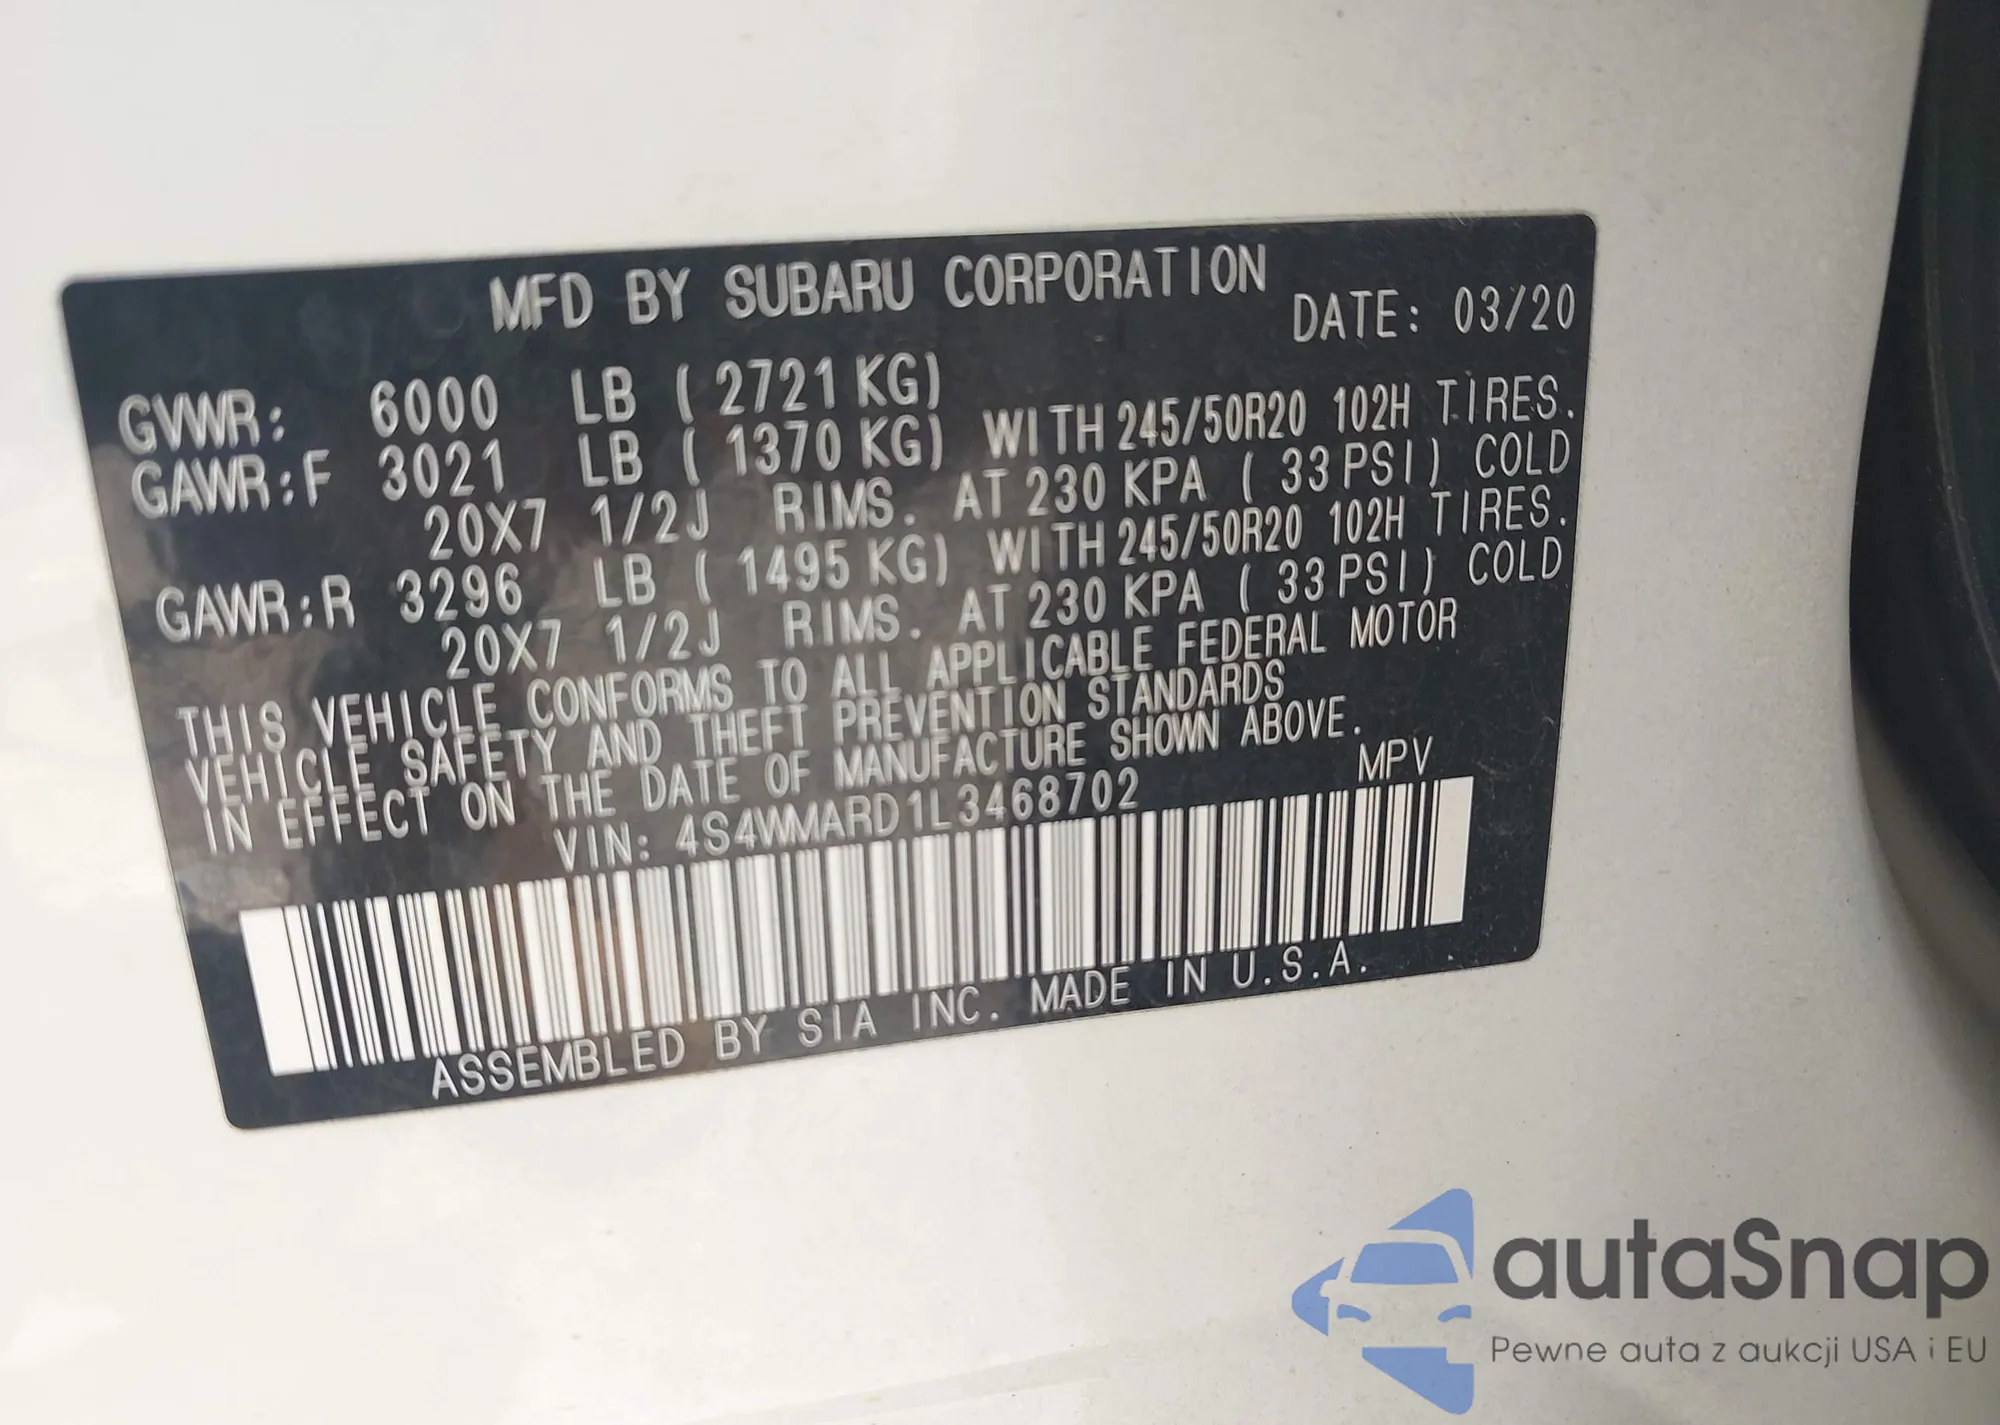 MFD BY SUBARU CORPORATION
DATE: 03/20
GVWR: 6000 LB ( 2721 KG)
GAWR:F 3021 LB ( 1370 KG) WITH 245/50R20 102H TIRES.
20X7 1/2J RIMS. AT 230 KPA ( 33 PSI) COLD
GAWR:R 3296 LB ( 1495 KG) WITH 245/50R20 102H TIRES.
20X7 1/2J RIMS. AT 230 KPA ( 33 PSI) COLD
THIS VEHICLE CONFORMS TO ALL APPLICABLE FEDERAL MOTOR
VEHICLE SAFETY AND THEFT PREVENTION STANDARDS
IN EFFECT ON THE DATE OF MANUFACTURE SHOWN ABOVE.
VIN: 4S4WMARD1L3468702 MPV
ASSEMBLED BY SIA INC. MADE IN U.S.A.
autaSnap
Pewne auta z aukcji USA i EU